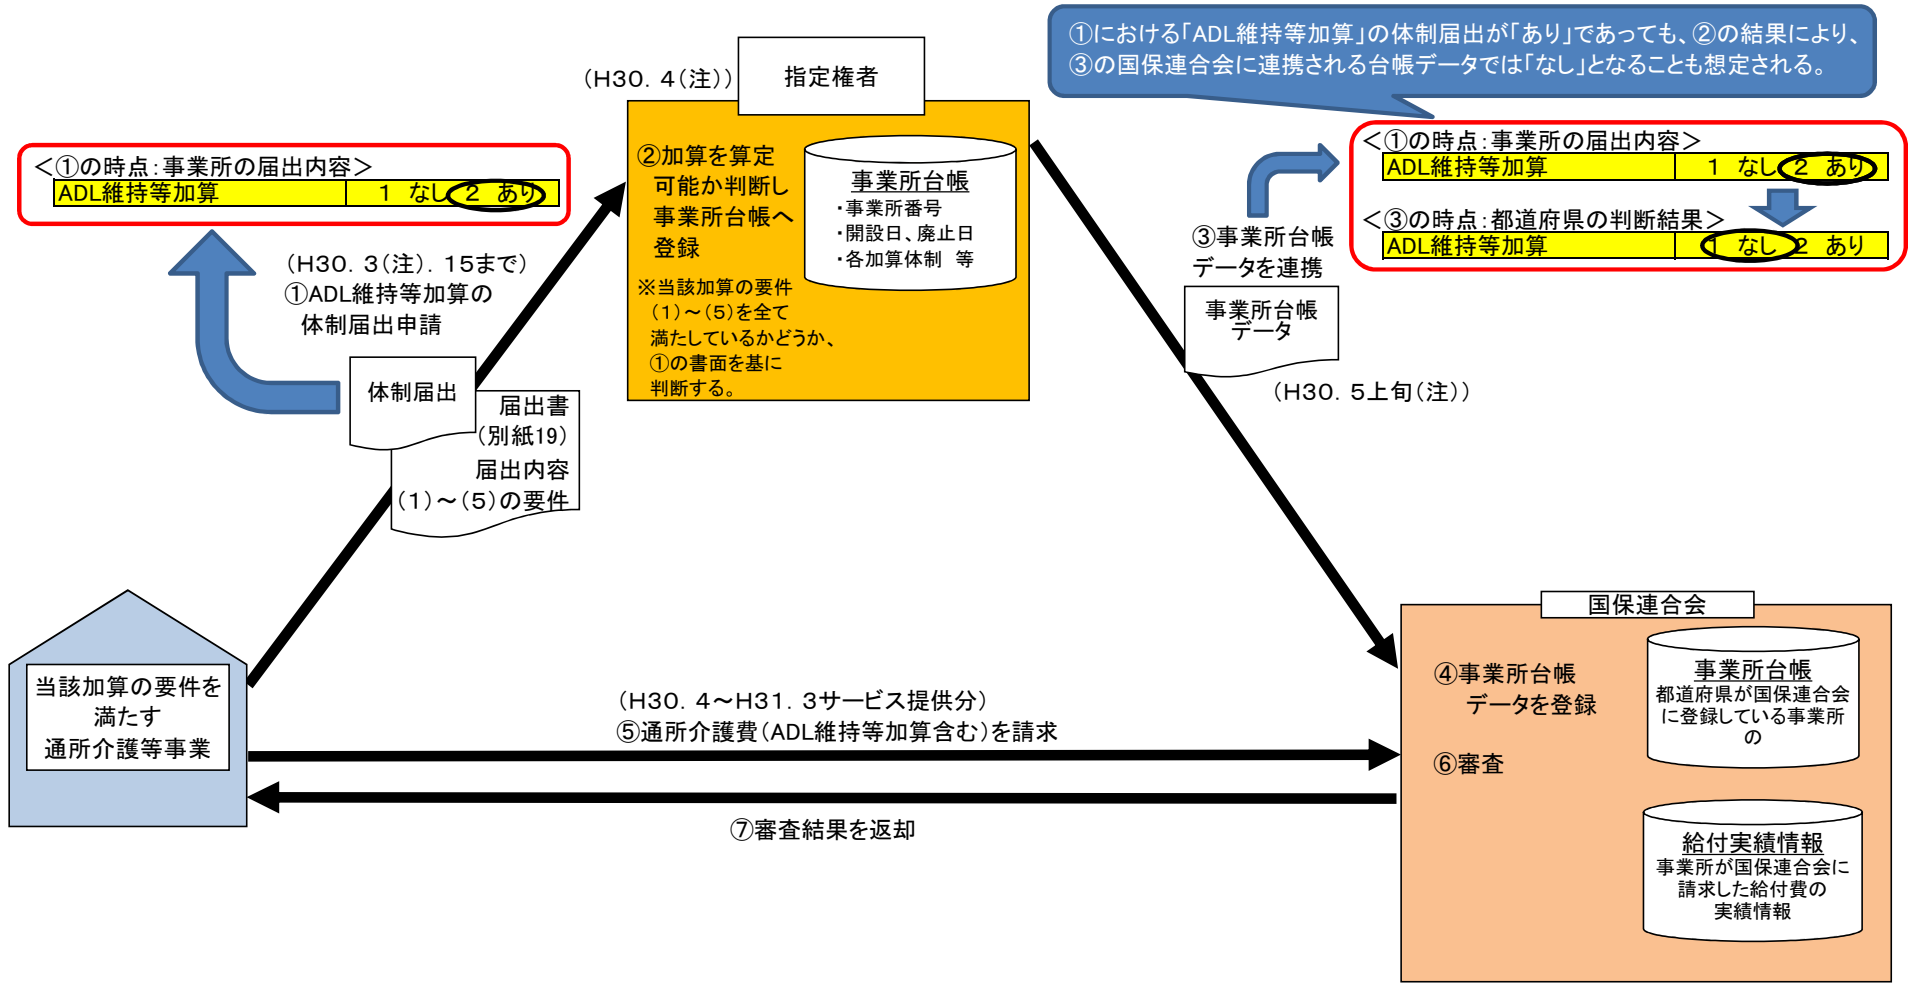 ①における「ADL維持等加算」の体制届出が「あり」であっても、②の結果により、
③の国保連合会に連携される台帳データでは「なし」となることも想定される。
(H30．4(注))
指定権者
②加算を算定
可能か判断し
事業所台帳へ
登録
※当該加算の要件
(1)～(5)を全て
満たしているかどうか、
①の書面を基に
判断する。
事業所台帳
・事業所番号
・開設日、廃止日
・各加算体制 等
＜①の時点：事業所の届出内容＞
ADL維持等加算 1 なし 2 あり
(H30．3(注)．15まで)
①ADL維持等加算の
体制届出申請
体制届出
届出書
(別紙19)
届出内容
(1)～(5)の要件
＜①の時点：事業所の届出内容＞
ADL維持等加算 1 なし 2 あり
＜③の時点：都道府県の判断結果＞
ADL維持等加算 1 なし 2 あり
③事業所台帳
データを連携
事業所台帳
データ
(H30．5上旬(注))
当該加算の要件を
満たす
通所介護等事業
(H30．4～H31．3サービス提供分)
⑤通所介護費(ADL維持等加算含む)を請求
⑦審査結果を返却
国保連合会
④事業所台帳
データを登録
⑥審査
事業所台帳
都道府県が国保連合会
に登録している事業所
の
給付実績情報
事業所が国保連合会に
請求した給付費の
実績情報